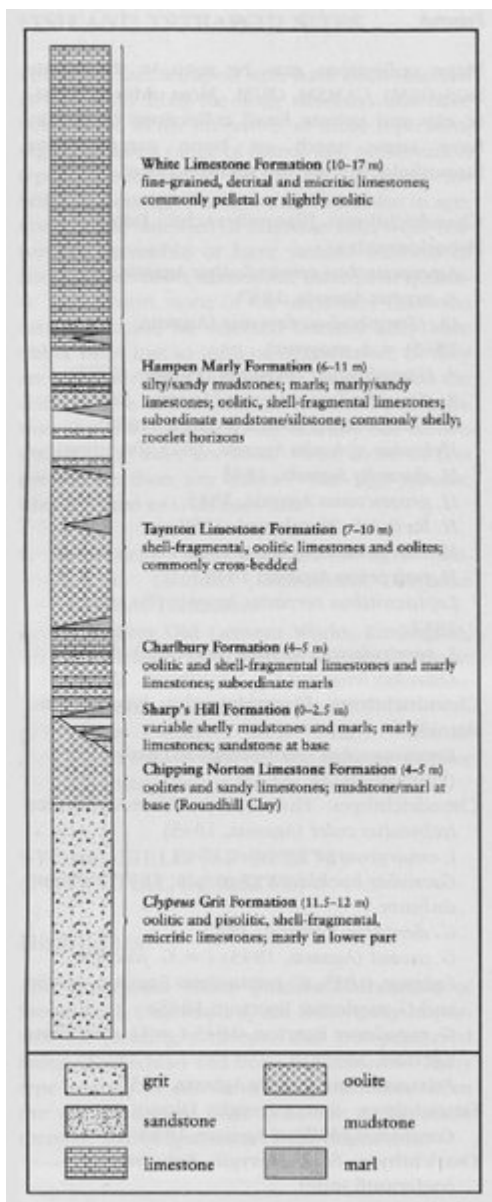 White Limestone Formation (10–17 m)
fine-grained, detrital and micritic limestones;
commonly pelletal or slightly oolitic
Hampen Marly Formation (6–11 m)
silty/sandy mudstones; marls; marly/sandy
limestones; oolitic, shell-fragmental limestones;
subordinate sandstone/siltstone; commonly shelly;
rootlet horizons
Taynton Limestone Formation (7–10 m)
shell-fragmental, oolitic limestones and oolites;
commonly cross-bedded
Charlbury Formation (4–5 m)
oolitic and shell-fragmental limestones and marly
limestones; subordinate marls
Sharp's Hill Formation (0–2.5 m)
variable shelly mudstones and marls; marly
limestones; sandstone at base
Chipping Norton Limestone Formation (4–5 m)
oolites and sandy limestones; mudstone/marl at
base (Roundhill Clay)
Clypeus Grit Formation (11.5–12 m)
oolitic and pisolitic, shell-fragmental,
micritic limestones; marly in lower part
grit
oolite
sandstone
mudstone
limestone
marl